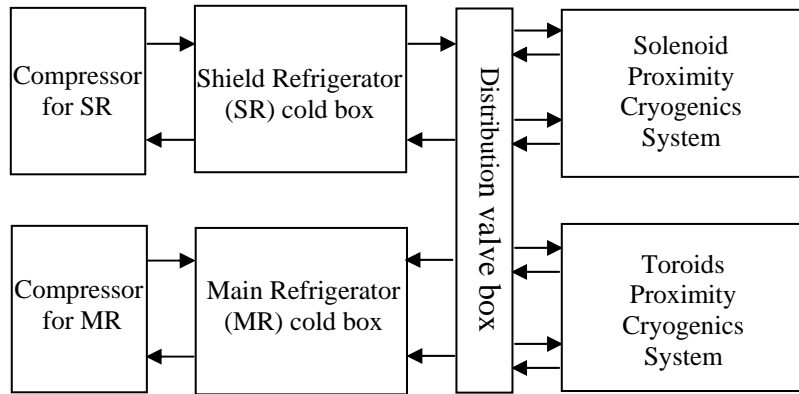 Compressor
for SR
Shield Refrigerator
(SR) cold box
Distribution valve box
Solenoid
Proximity
Cryogenics
System
Compressor
for MR
Main Refrigerator
(MR) cold box
Toroids
Proximity
Cryogenics
System